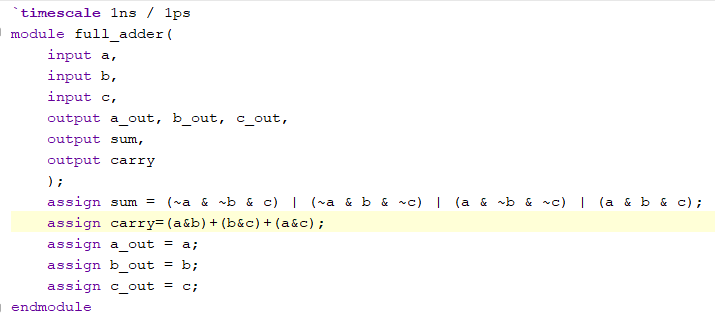 `timescale 1ns / 1ps
module full_adder(
    input a,
    input b,
    input c,
    output a_out, b_out, c_out,
    output sum,
    output carry
    );
    assign sum = (~a & ~b & c) | (~a & b & ~c) | (a & ~b & ~c) | (a & b & c);
    assign carry=(a&b)+(b&c)+(a&c);
    assign a_out = a;
    assign b_out = b;
    assign c_out = c;
endmodule